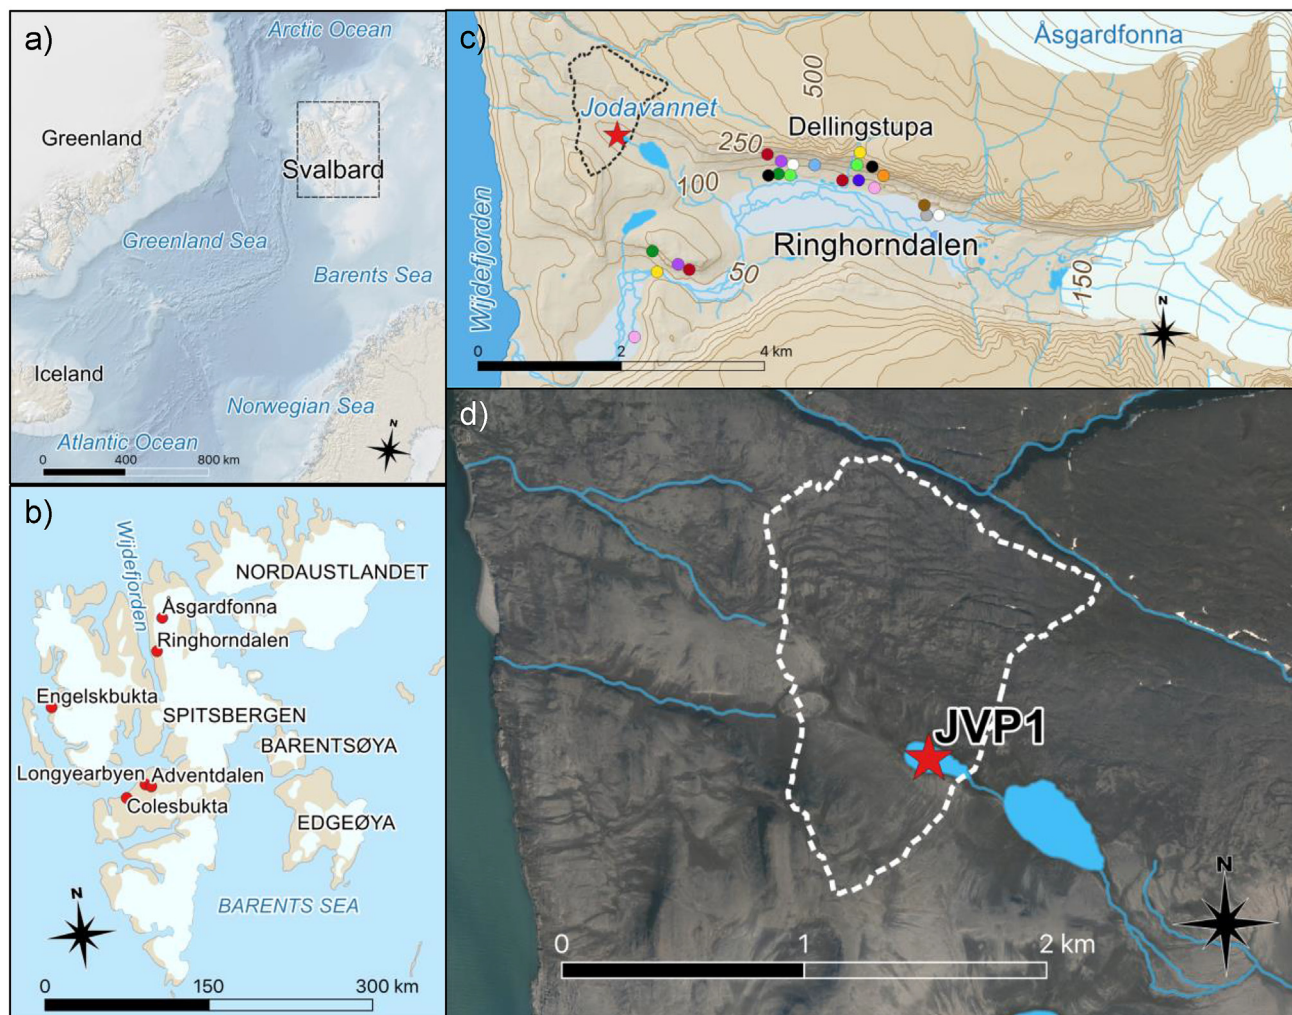 a)
Arctic Ocean
Greenland
Svalbard
Greenland Sea
Barents Sea
Iceland
Norwegian Sea
Atlantic Ocean
N
0 400 800 km
b)
Wijdefjorden
NORDAUSTLANDET
Åsgardfonna
Ringhorndalen
Engelskbukta
SPITSBERGEN
BARENTSØYA
Longyearbyen
Adventdalen
Colesbukta
EDGEØYA
BARENTS SEA
N
0 150 300 km
c)
Åsgardfonna
500
Jodavannet
Dellingstupa
250
100
Ringhorndalen
Wijdefjorden
50
150
N
0 2 4 km
d)
JVP1
N
0 1 2 km